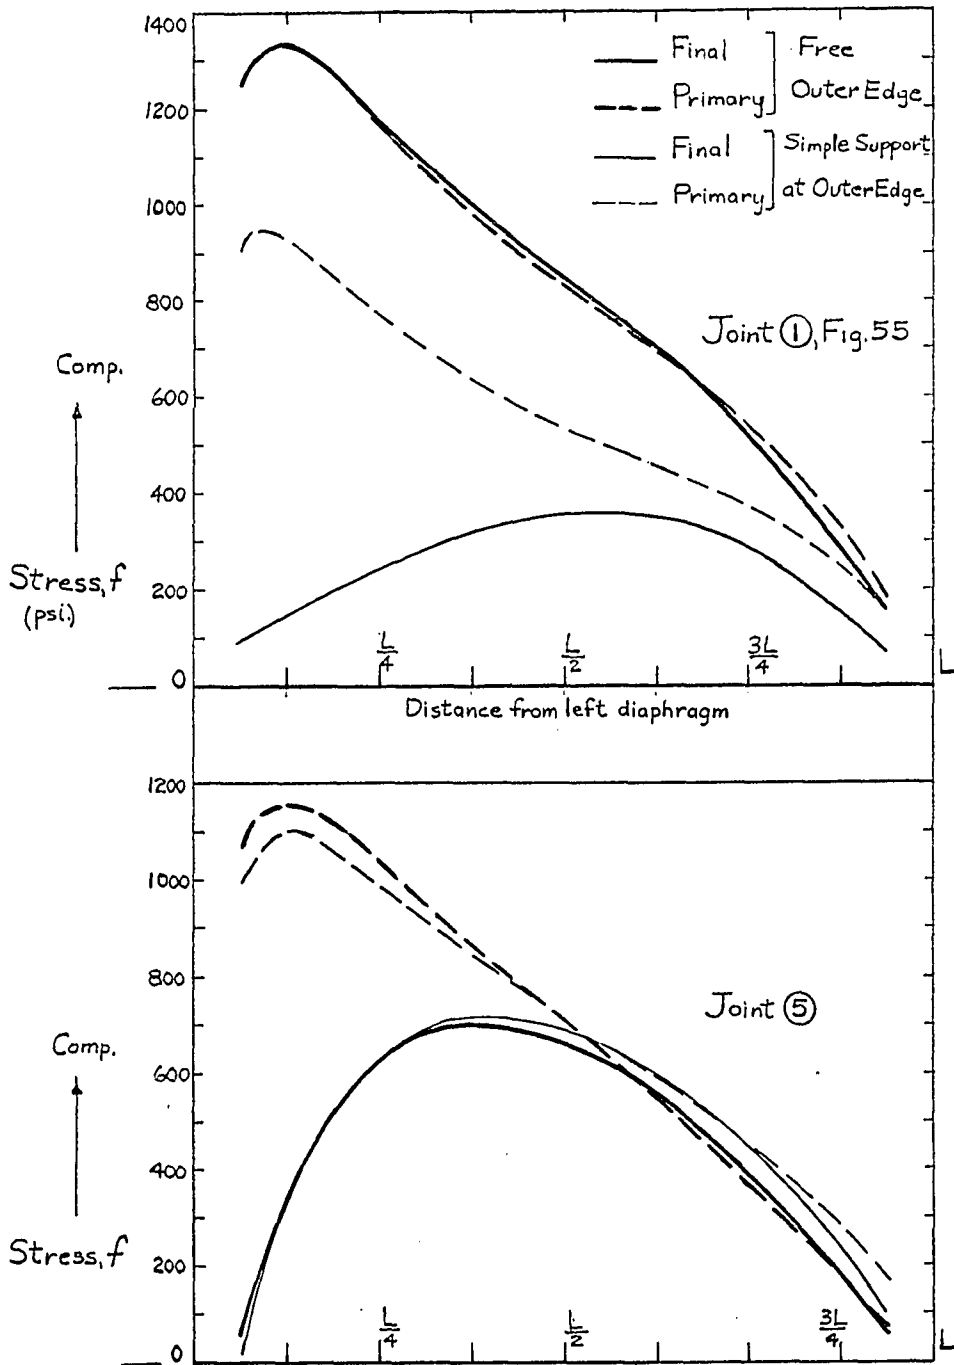 1400
1200
1000
800
600
400
200
0
Comp.
Stress, f
(psi.)
Final
Primary
Free
Outer Edge
Final
Primary
Simple Support
at Outer Edge
Joint ①, Fig. 55
L/4
L/2
3L/4
L
Distance from left diaphragm
1200
1000
800
600
400
200
0
Comp.
Stress, f
Joint ⑤
L/4
L/2
3L/4
L